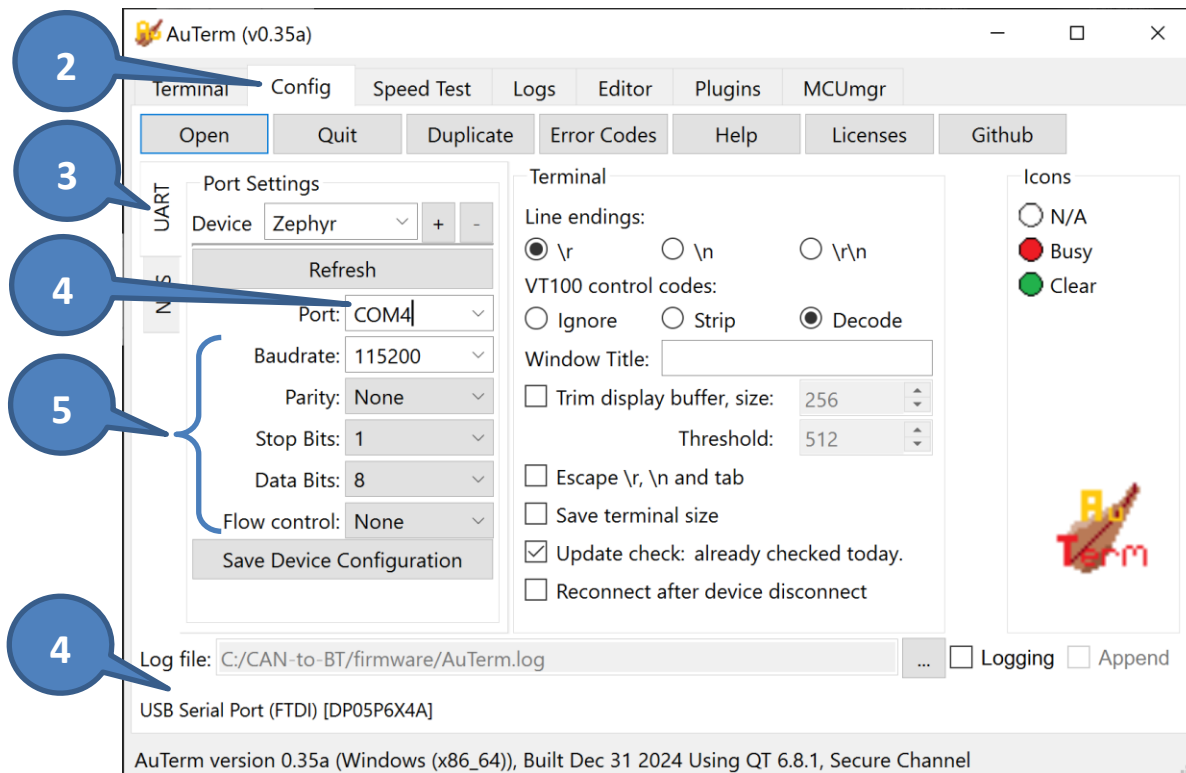 AuTerm (v0.35a)
2
Terminal Config Speed Test Logs Editor Plugins MCUmgr
Open Quit Duplicate Error Codes Help Licenses Github
3
UART
Port Settings
Device Zephyr + -
Refresh
4
Port: COM4
Baudrate: 115200
Parity: None
5
Stop Bits: 1
Data Bits: 8
Flow control: None
Save Device Configuration
Terminal
Line endings:
\r \n \r\n
VT100 control codes:
Ignore Strip Decode
Window Title:
Trim display buffer, size: 256
Threshold: 512
Escape \r, \n and tab
Save terminal size
Update check: already checked today.
Reconnect after device disconnect
Icons
N/A
Busy
Clear
Au
Term
4
Log file: C:/CAN-to-BT/firmware/AuTerm.log ... Logging Append
USB Serial Port (FTDI) [DP05P6X4A]
AuTerm version 0.35a (Windows (x86_64)), Built Dec 31 2024 Using QT 6.8.1, Secure Channel